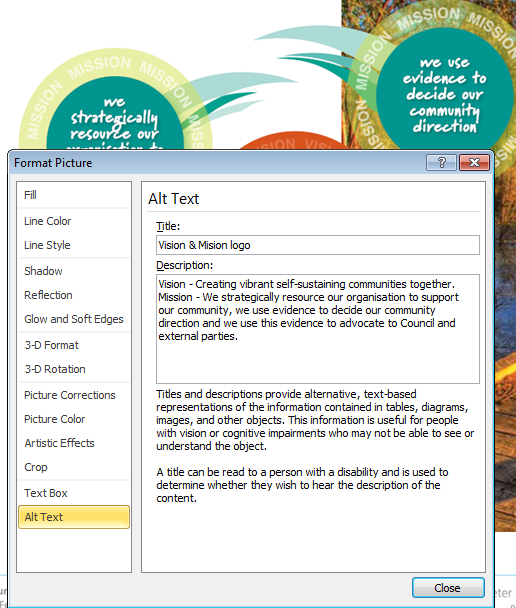 MISSION MISSION MISSION MISSION
we
strategically
resource our
organisation to
MISSION MISSION MISSION
we use
evidence to
decide our
community
direction
VISION
Format Picture
Fill
Line Color
Line Style
Shadow
Reflection
Glow and Soft Edges
3-D Format
3-D Rotation
Picture Corrections
Picture Color
Artistic Effects
Crop
Text Box
Alt Text
Alt Text
Title:
Vision & Mision logo
Description:
Vision - Creating vibrant self-sustaining communities together.
Mission - We strategically resource our organisation to support
our community, we use evidence to decide our community
direction and we use this evidence to advocate to Council and
external parties.
Titles and descriptions provide alternative, text-based
representations of the information contained in tables, diagrams,
images, and other objects. This information is useful for people
with vision or cognitive impairments who may not be able to see or
understand the object.
A title can be read to a person with a disability and is used to
determine whether they wish to hear the description of the
content.
Close